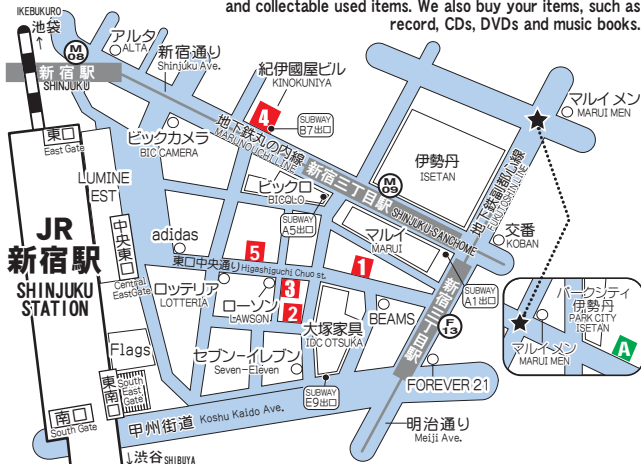 and collectable used items. We also buy your items, such as
record, CDs, DVDs and music books.
IKEBUKURO
池袋
↑
M
08
アルタ
ALTA
新宿通り
Shinjuku Ave.
新宿駅
SHINJUKU
紀伊國屋ビル
KINOKUNIYA
4
SUBWAY
B7出口
地下鉄丸の内線
MARUNOUCHI LINE
マルイメン
MARUI MEN
東口
East Gate
ビックカメラ
BIC CAMERA
伊勢丹
ISETAN
新宿三丁目駅 SHINJUKU-SANCHOME
M
09
地下鉄副都心線
FUKUTOSHIN LINE
LUMINE
EST
ビックロ
BICQLO
SUBWAY
A5出口
マルイ
MARUI
交番
KOBAN
JR
新宿駅
SHINJUKU
STATION
中央東口
Central
EastGate
adidas
5
東口中央通り Higashiguchi Chuo st.
1
SUBWAY
A1出口
ロッテリア
LOTTERIA
ローソン
LAWSON
3
2
大塚家具
IDC OTSUKA
BEAMS
新宿三丁目駅
F
13
パークシティ
伊勢丹
PARK CITY
ISETAN
マルイメン
MARUI MEN
A
Flags
セブン-イレブン
Seven-Eleven
SUBWAY
E9出口
FOREVER 21
東南口
South
East
Gate
南口
South Gate
甲州街道 Koshu Kaido Ave.
明治通り
Meiji Ave.
↓渋谷 SHIBUYA